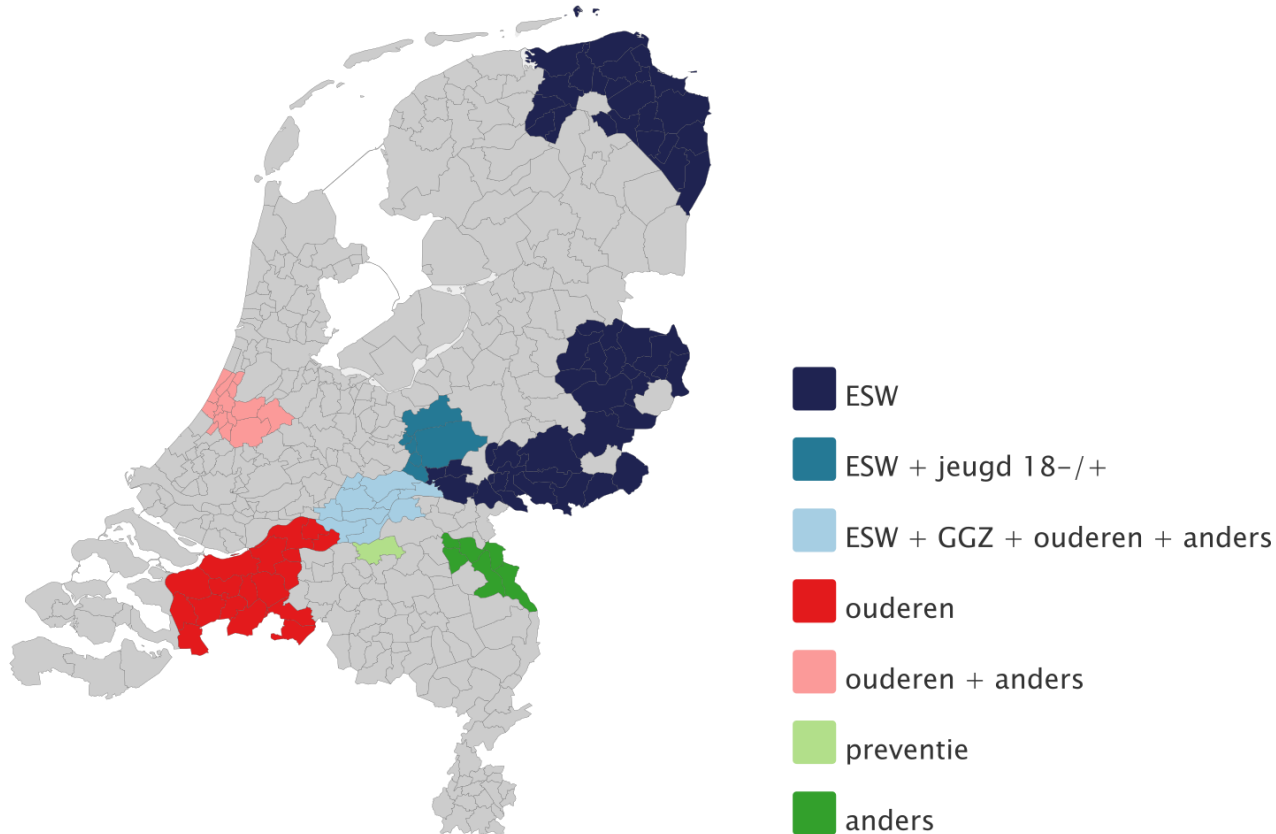 ESW
ESW + jeugd 18-/+
ESW + GGZ + ouderen + anders
ouderen
ouderen + anders
preventie
anders